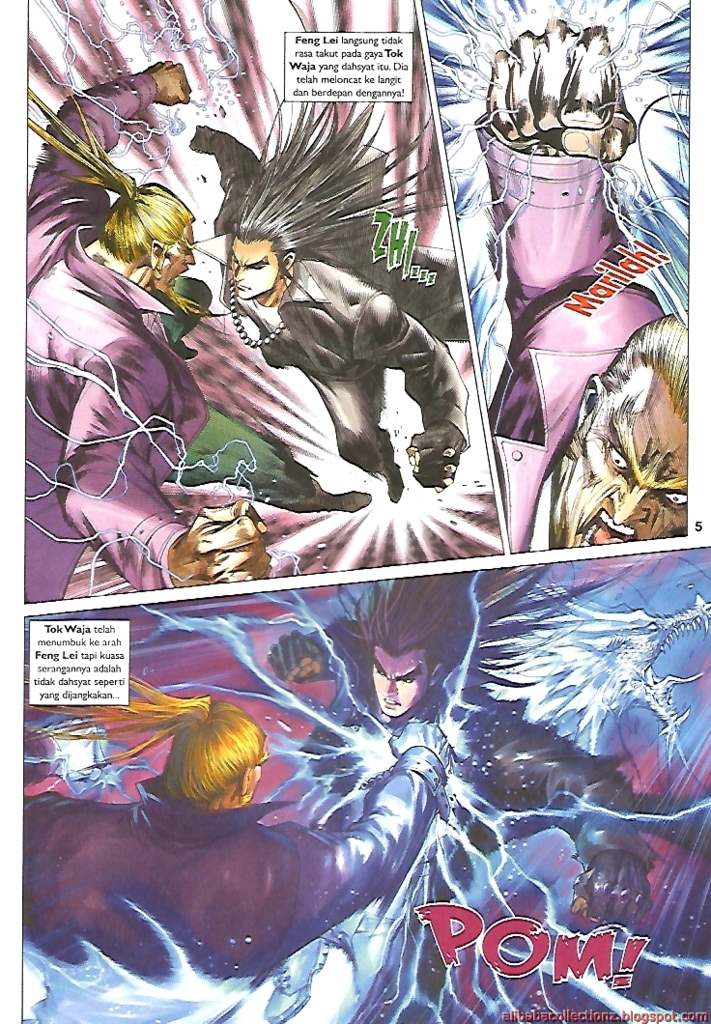 Feng Lei langsung tidak
rasa takut pada gaya Tok
Waja yang dahsyat itu. Dia
telah meloncat ke langit
dan berdepan dengannya!
ZHI...
Marilah!
5
Tok Waja telah
menumbuk ke arah
Feng Lei tapi kuasa
serangannya adalah
tidak dahsyat seperti
yang dijangkakan...
POM!
alibabacollectionz.blogspot.com